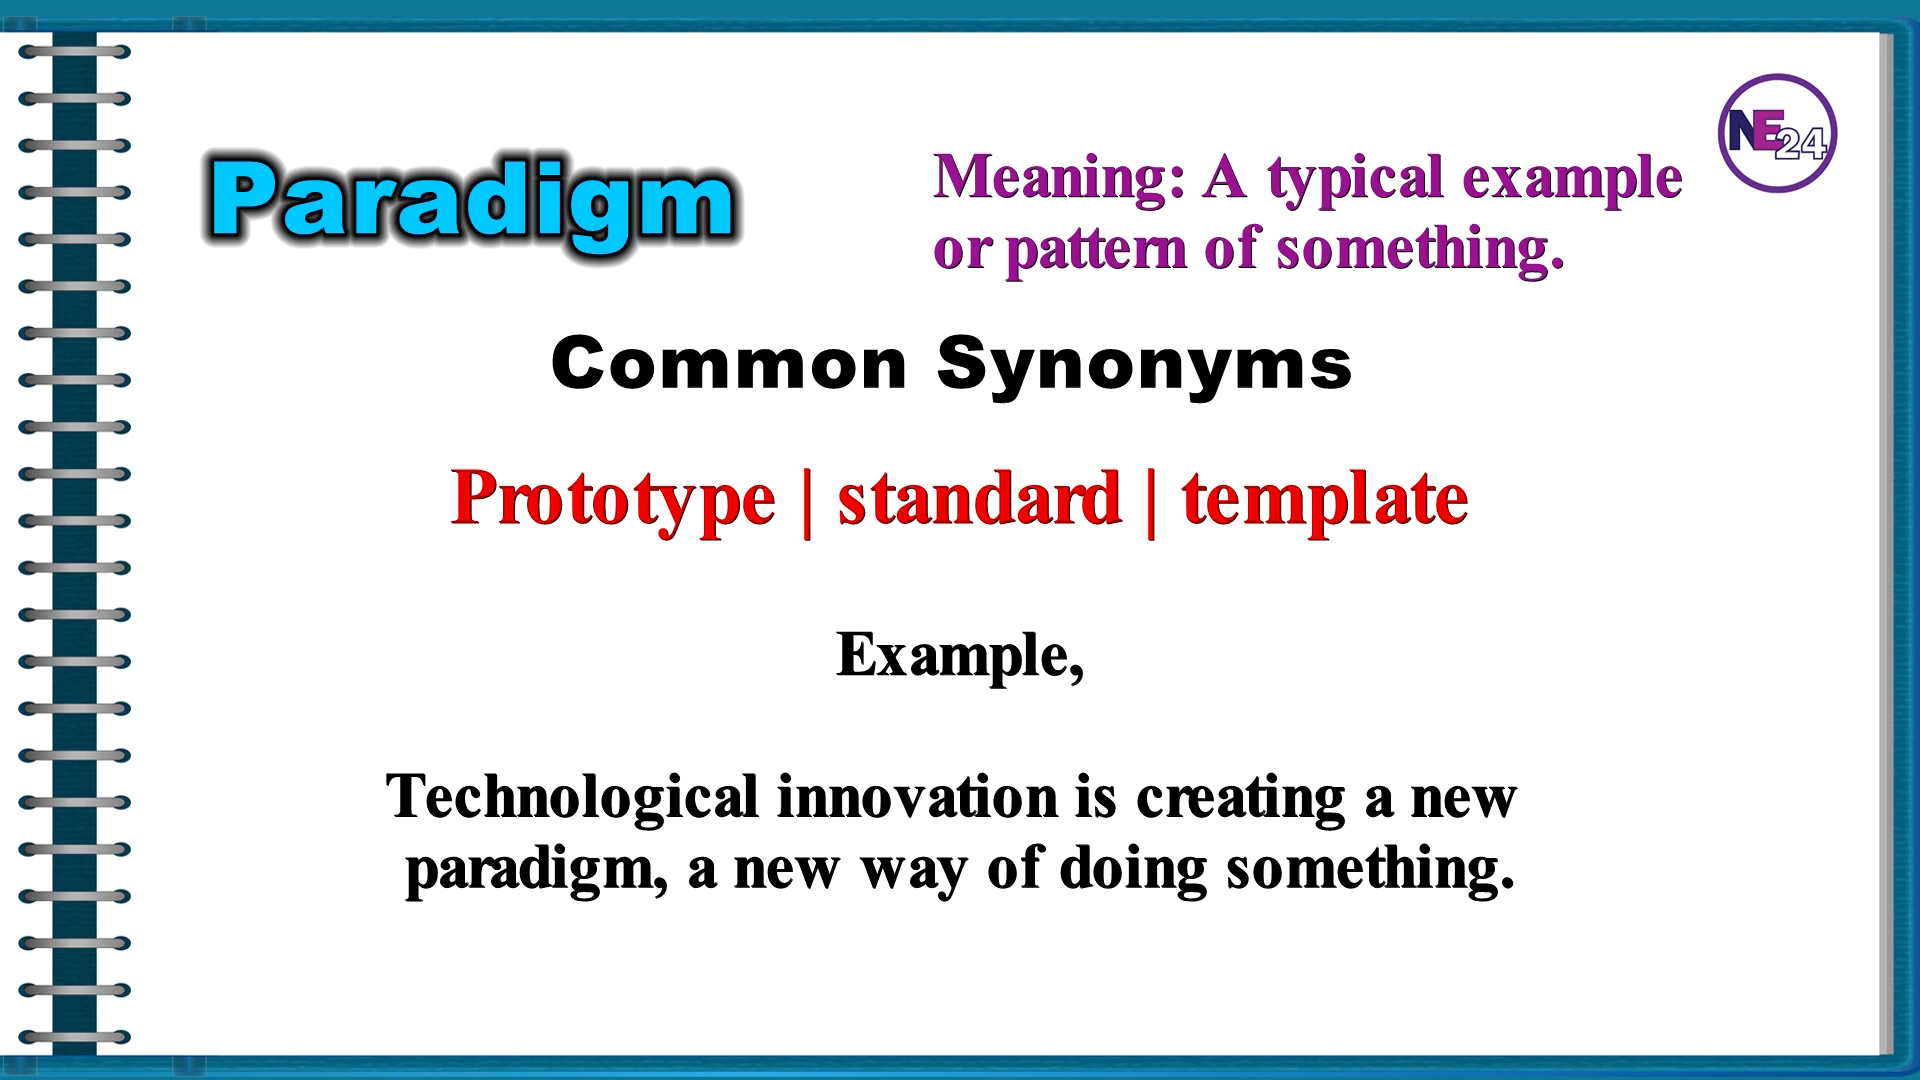 Paradigm
Meaning: A typical example
or pattern of something.
NE24
Common Synonyms
Prototype | standard | template
Example,
Technological innovation is creating a new
paradigm, a new way of doing something.